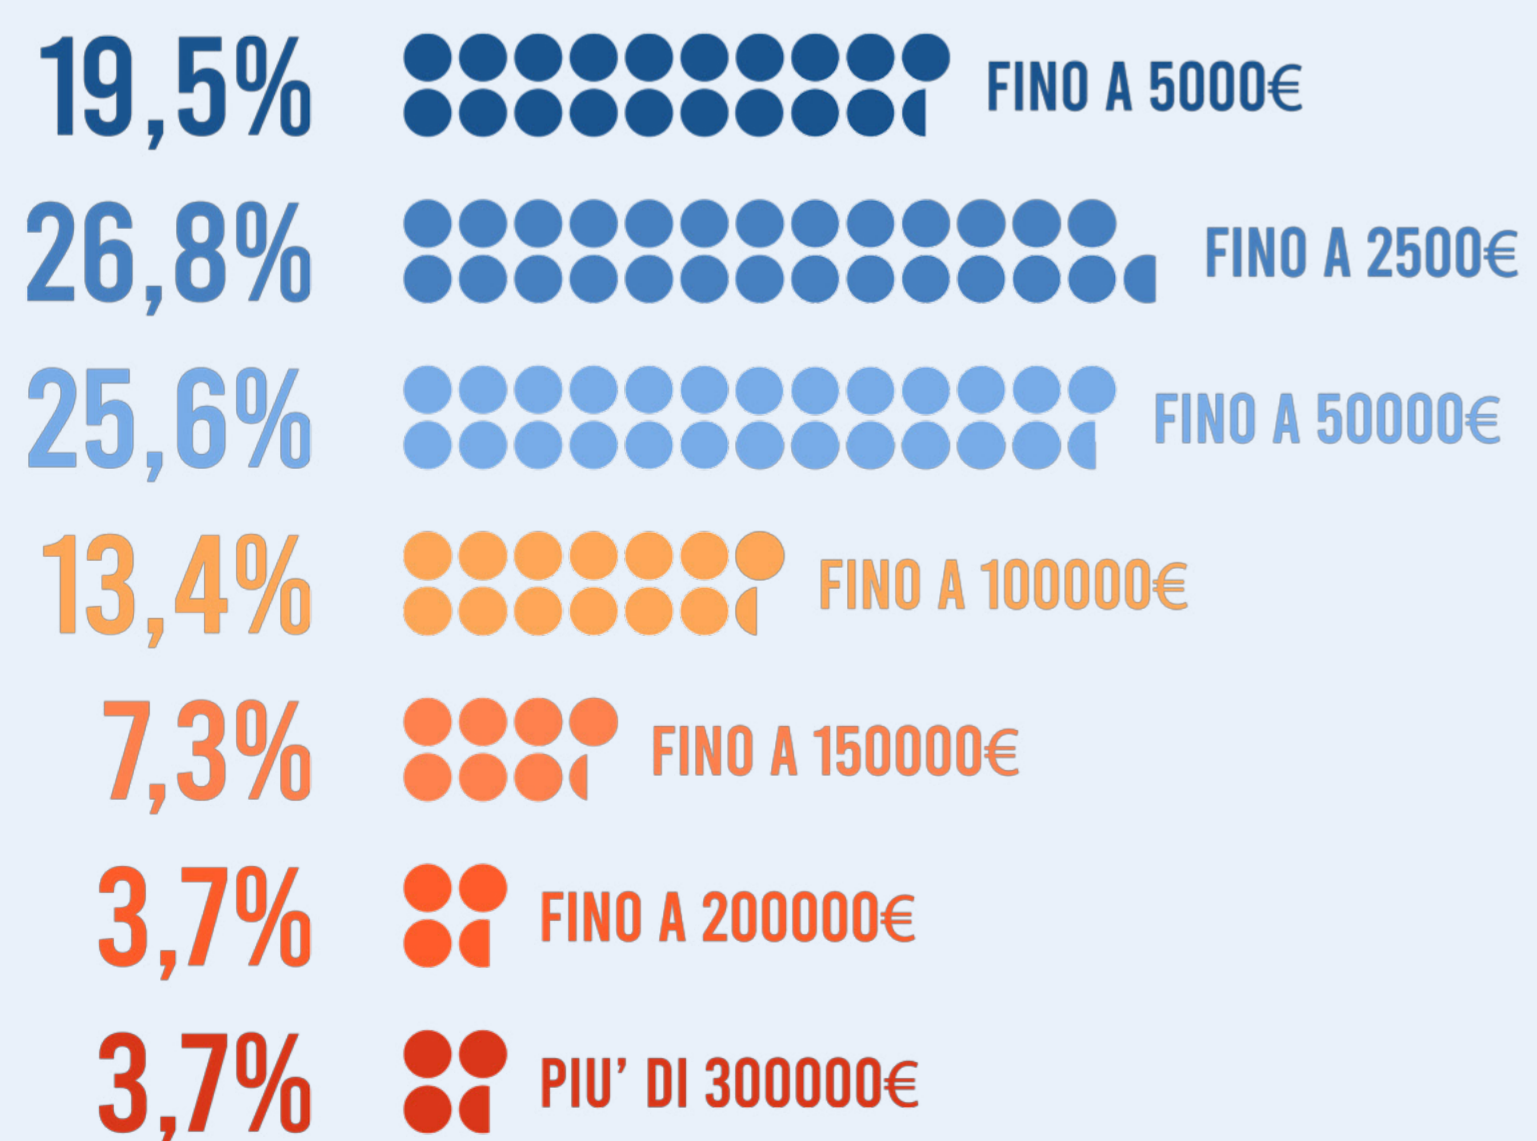 19,5% FINO A 5000€
26,8% FINO A 2500€
25,6% FINO A 50000€
13,4% FINO A 100000€
7,3% FINO A 150000€
3,7% FINO A 200000€
3,7% PIU’ DI 300000€